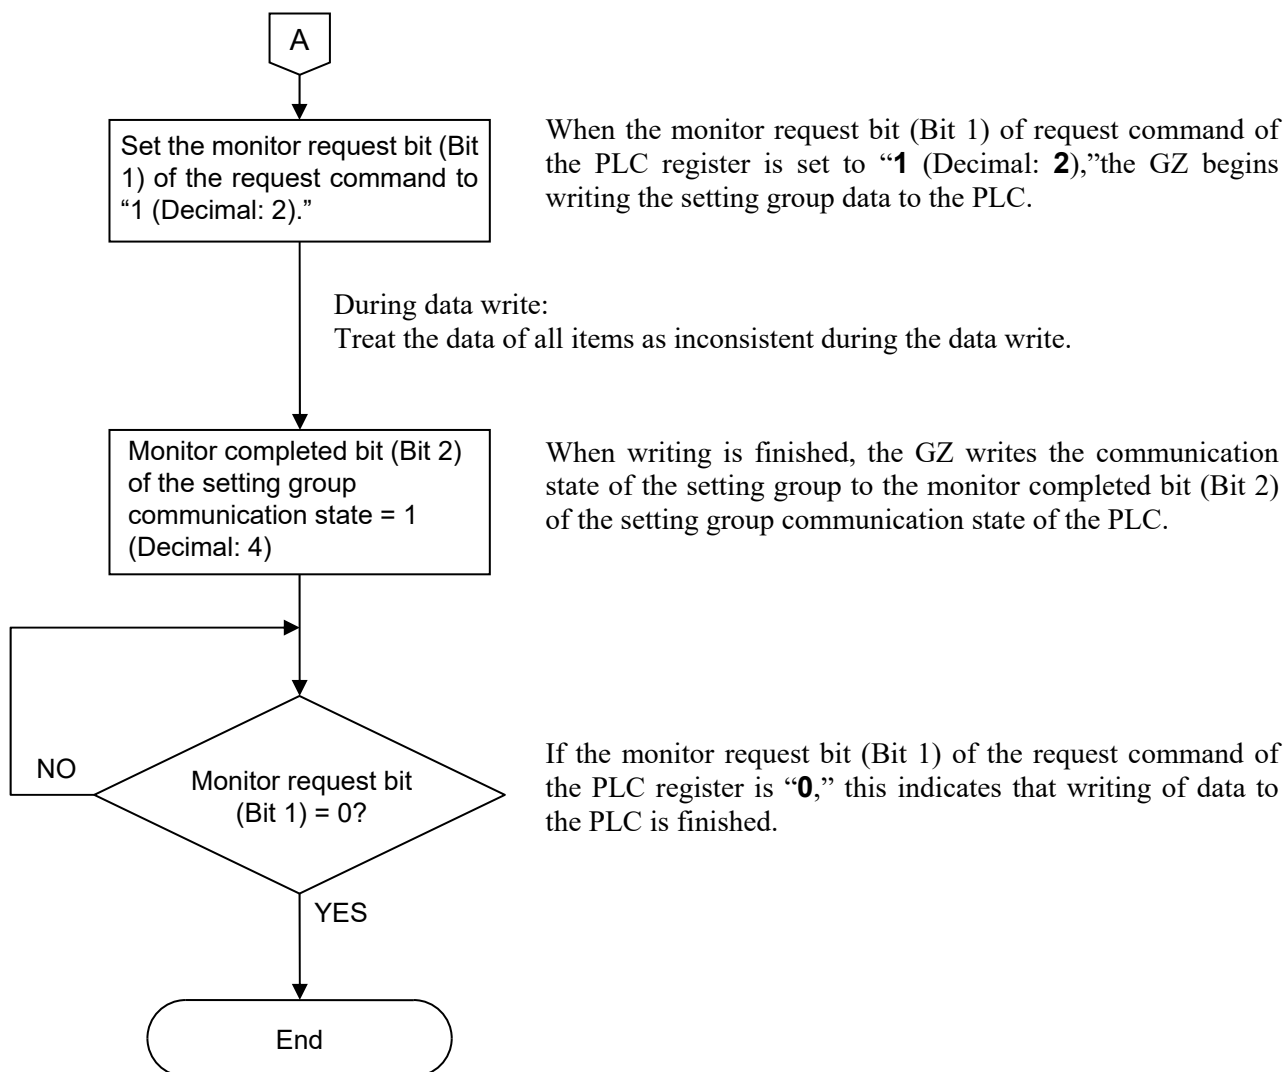 A
Set the monitor request bit (Bit
1) of the request command to
“1 (Decimal: 2).”
When the monitor request bit (Bit 1) of request command of
the PLC register is set to “1 (Decimal: 2),”the GZ begins
writing the setting group data to the PLC.
During data write:
Treat the data of all items as inconsistent during the data write.
Monitor completed bit (Bit 2)
of the setting group
communication state = 1
(Decimal: 4)
When writing is finished, the GZ writes the communication
state of the setting group to the monitor completed bit (Bit 2)
of the setting group communication state of the PLC.
NO
Monitor request bit
(Bit 1) = 0?
If the monitor request bit (Bit 1) of the request command of
the PLC register is “0,” this indicates that writing of data to
the PLC is finished.
YES
End